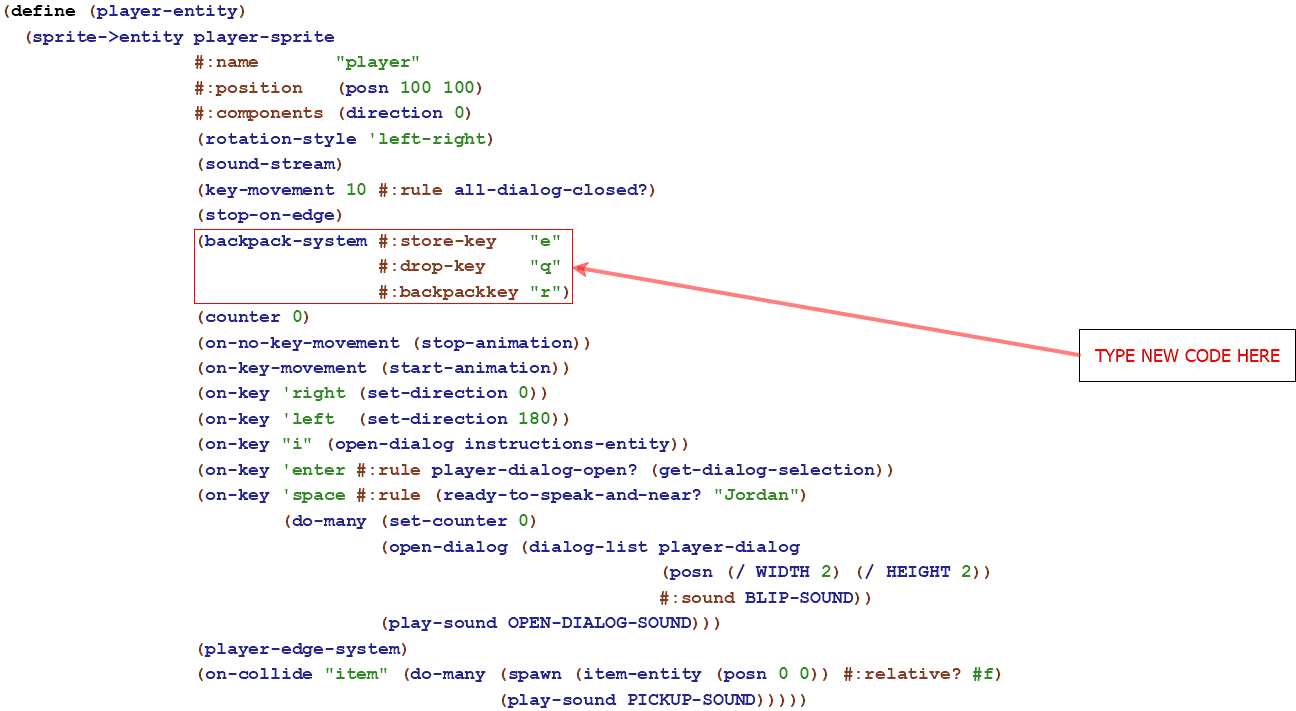 (define (player-entity)
  (sprite->entity player-sprite
                  #:name       "player"
                  #:position   (posn 100 100)
                  #:components (direction 0)
                  (rotation-style 'left-right)
                  (sound-stream)
                  (key-movement 10 #:rule all-dialog-closed?)
                  (stop-on-edge)
                  (backpack-system #:store-key   "e"
                                   #:drop-key    "q"
                                   #:backpackkey "r")
                  (counter 0)
                  (on-no-key-movement (stop-animation))
TYPE NEW CODE HERE
                  (on-key-movement (start-animation))
                  (on-key 'right (set-direction 0))
                  (on-key 'left  (set-direction 180))
                  (on-key "i" (open-dialog instructions-entity))
                  (on-key 'enter #:rule player-dialog-open? (get-dialog-selection))
                  (on-key 'space #:rule (ready-to-speak-and-near? "Jordan")
                          (do-many (set-counter 0)
                                   (open-dialog (dialog-list player-dialog
                                                             (posn (/ WIDTH 2) (/ HEIGHT 2))
                                                             #:sound BLIP-SOUND))
                                   (play-sound OPEN-DIALOG-SOUND)))
                  (player-edge-system)
                  (on-collide "item" (do-many (spawn (item-entity (posn 0 0)) #:relative? #f)
                                              (play-sound PICKUP-SOUND)))))